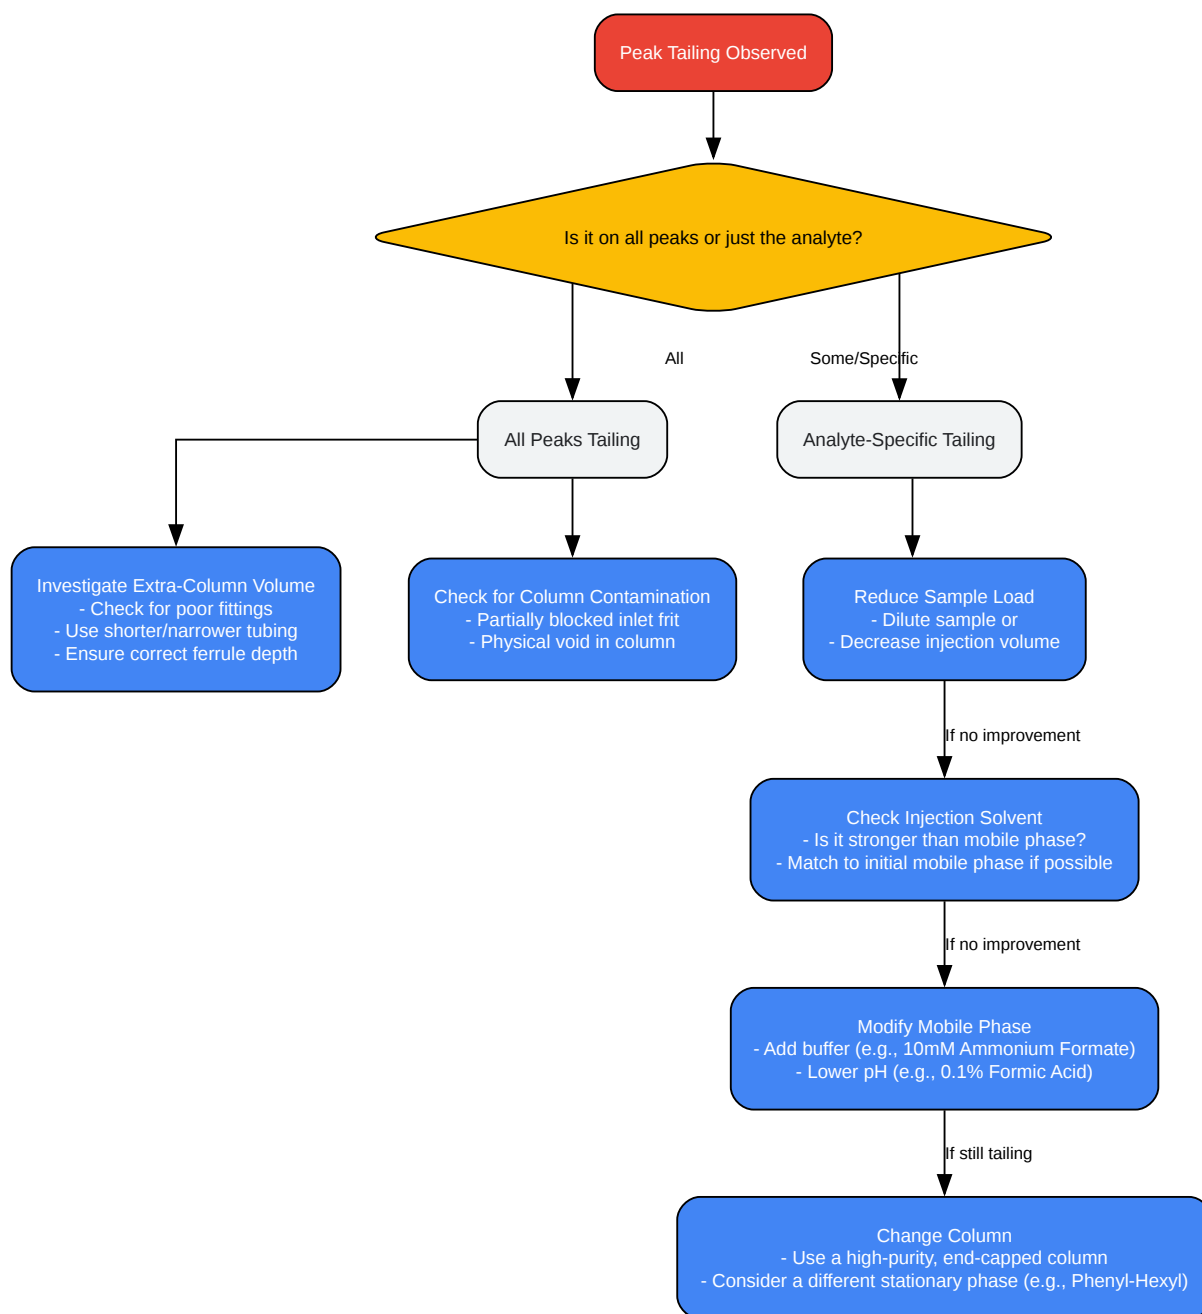 Peak Tailing Observed
Is it on all peaks or just the analyte?
All
Some/Specific
All Peaks Tailing
Analyte-Specific Tailing
Investigate Extra-Column Volume
- Check for poor fittings
- Use shorter/narrower tubing
- Ensure correct ferrule depth
Check for Column Contamination
- Partially blocked inlet frit
- Physical void in column
Reduce Sample Load
- Dilute sample or
- Decrease injection volume
If no improvement
Check Injection Solvent
- Is it stronger than mobile phase?
- Match to initial mobile phase if possible
If no improvement
Modify Mobile Phase
- Add buffer (e.g., 10mM Ammonium Formate)
- Lower pH (e.g., 0.1% Formic Acid)
If still tailing
Change Column
- Use a high-purity, end-capped column
- Consider a different stationary phase (e.g., Phenyl-Hexyl)